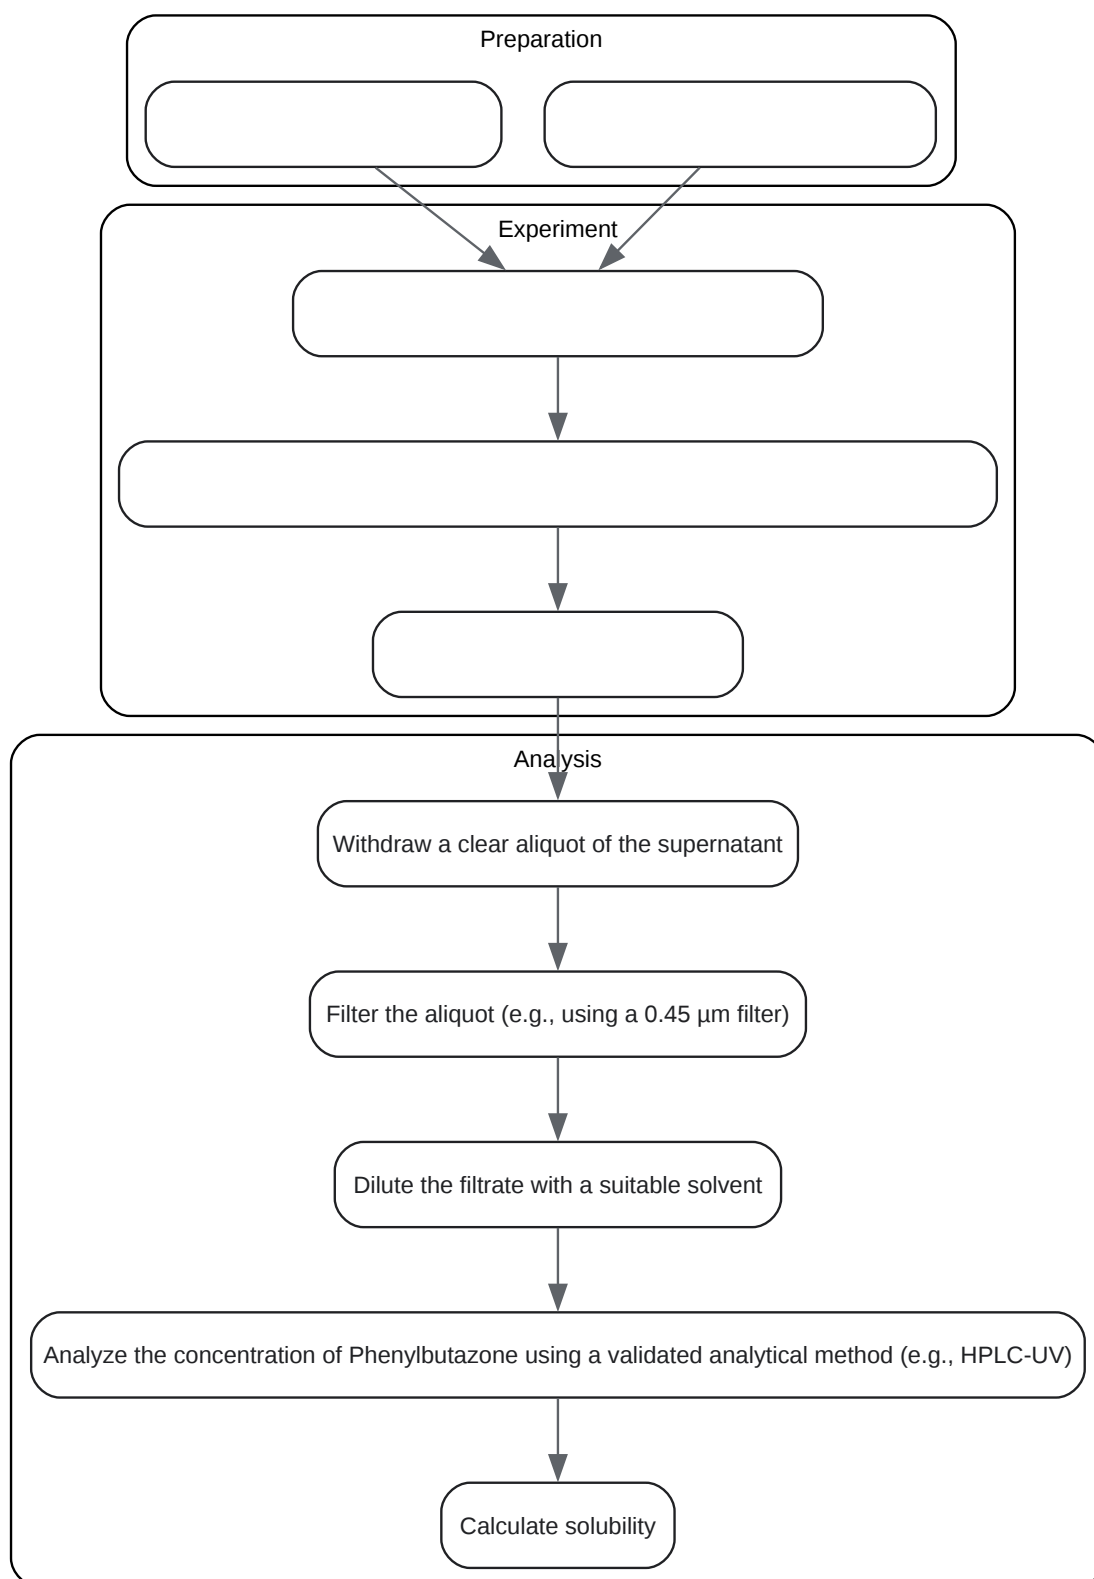 Preparation
Experiment
Analysis
Withdraw a clear aliquot of the supernatant
Filter the aliquot (e.g., using a 0.45 µm filter)
Dilute the filtrate with a suitable solvent
Analyze the concentration of Phenylbutazone using a validated analytical method (e.g., HPLC-UV)
Calculate solubility